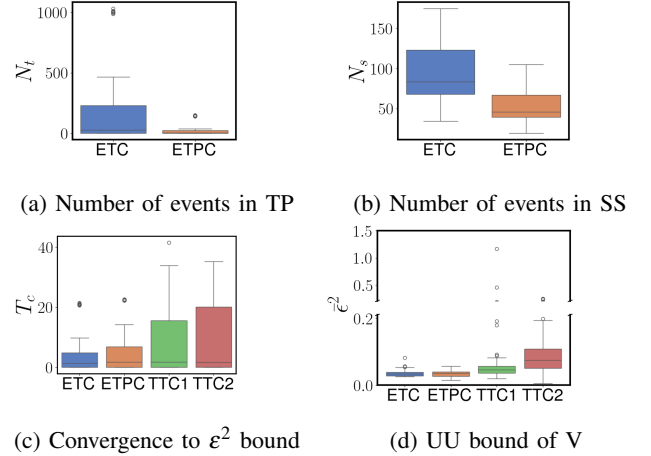 1000
500
0
N_t
ETC ETPC
(a) Number of events in TP
150
100
50
N_s
ETC ETPC
(b) Number of events in SS
40
20
0
T_c
ETC ETPC TTC1 TTC2
(c) Convergence to ε² bound
1.5
1.0
0.5
0.2
0.0
ε̄²
ETC ETPC TTC1 TTC2
(d) UU bound of V